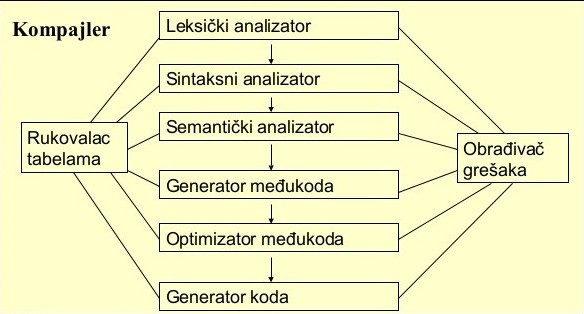 Kompajler
Leksički analizator
Sintaksni analizator
Semantički analizator
Rukovalac
tabelama
Obrađivač
grešaka
Generator međukoda
Optimizator međukoda
Generator koda